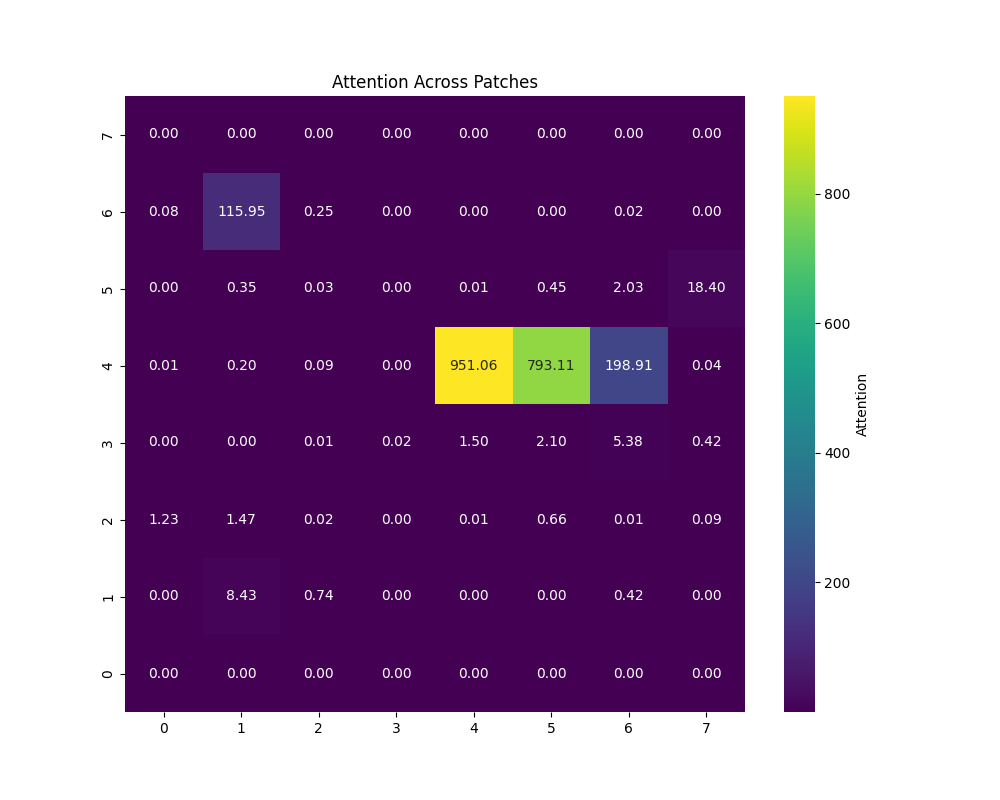 Attention Across Patches
7 0.00 0.00 0.00 0.00 0.00 0.00 0.00 0.00
800
6 0.08 115.95 0.25 0.00 0.00 0.00 0.02 0.00
5 0.00 0.35 0.03 0.00 0.01 0.45 2.03 18.40
600
4 0.01 0.20 0.09 0.00 951.06 793.11 198.91 0.04
Attention
3 0.00 0.00 0.01 0.02 1.50 2.10 5.38 0.42
400
2 1.23 1.47 0.02 0.00 0.01 0.66 0.01 0.09
200
1 0.00 8.43 0.74 0.00 0.00 0.00 0.42 0.00
0 0.00 0.00 0.00 0.00 0.00 0.00 0.00 0.00
0 1 2 3 4 5 6 7